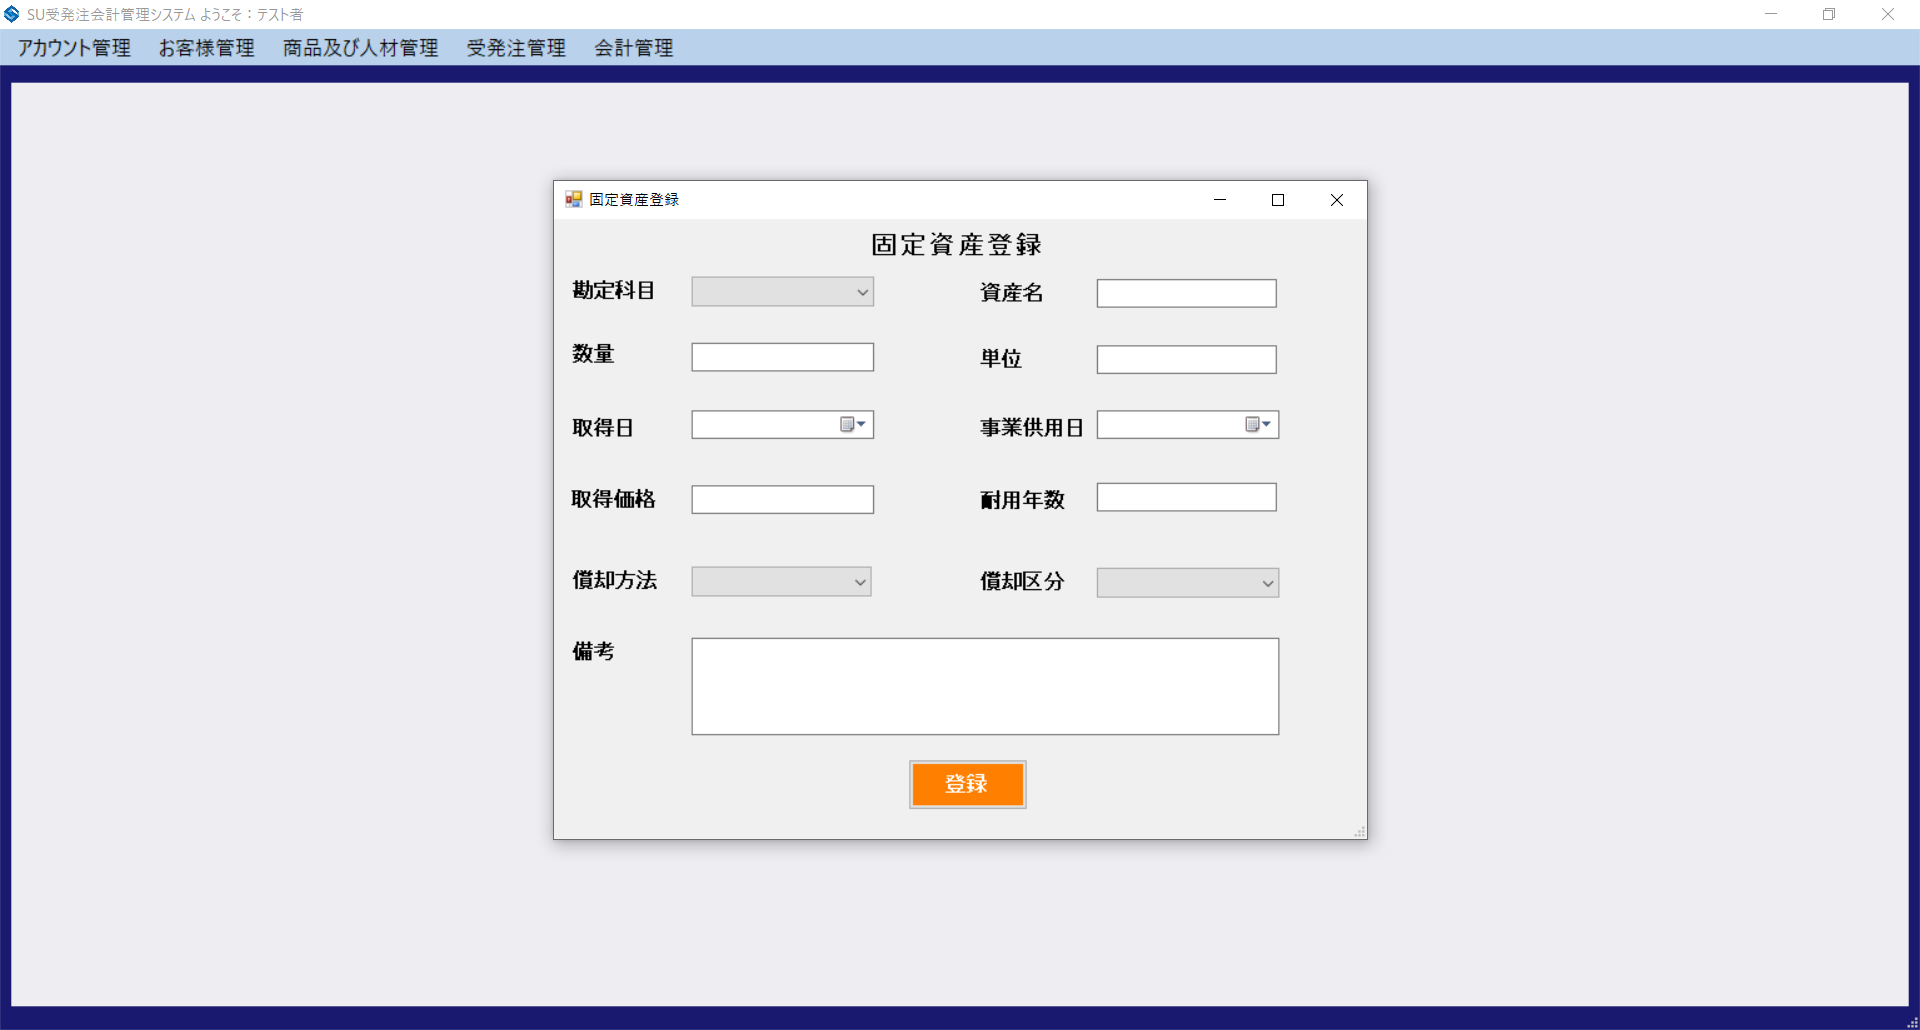 SU受発注会計管理システム ようこそ：テスト者
アカウント管理 お客様管理 商品及び人材管理 受発注管理 会計管理
固定資産登録
固定資産登録
勘定科目 資産名
数量 単位
取得日 事業供用日
取得価格 耐用年数
償却方法 償却区分
備考
登録